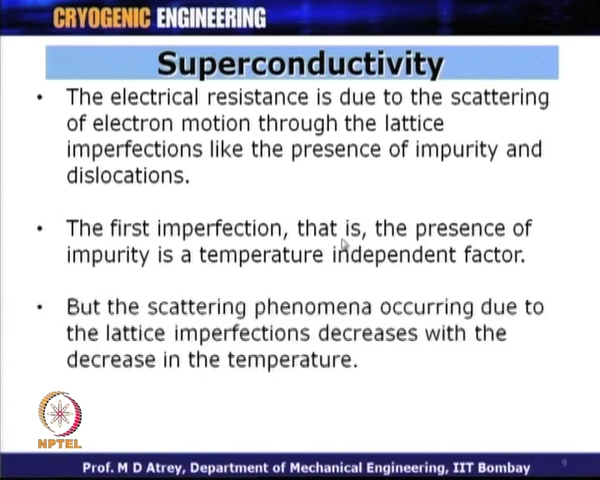 CRYOGENIC ENGINEERING
Superconductivity
• The electrical resistance is due to the scattering
of electron motion through the lattice
imperfections like the presence of impurity and
dislocations.
• The first imperfection, that is, the presence of
impurity is a temperature independent factor.
• But the scattering phenomena occurring due to
the lattice imperfections decreases with the
decrease in the temperature.
NPTEL
Prof. M D Atrey, Department of Mechanical Engineering, IIT Bombay
9